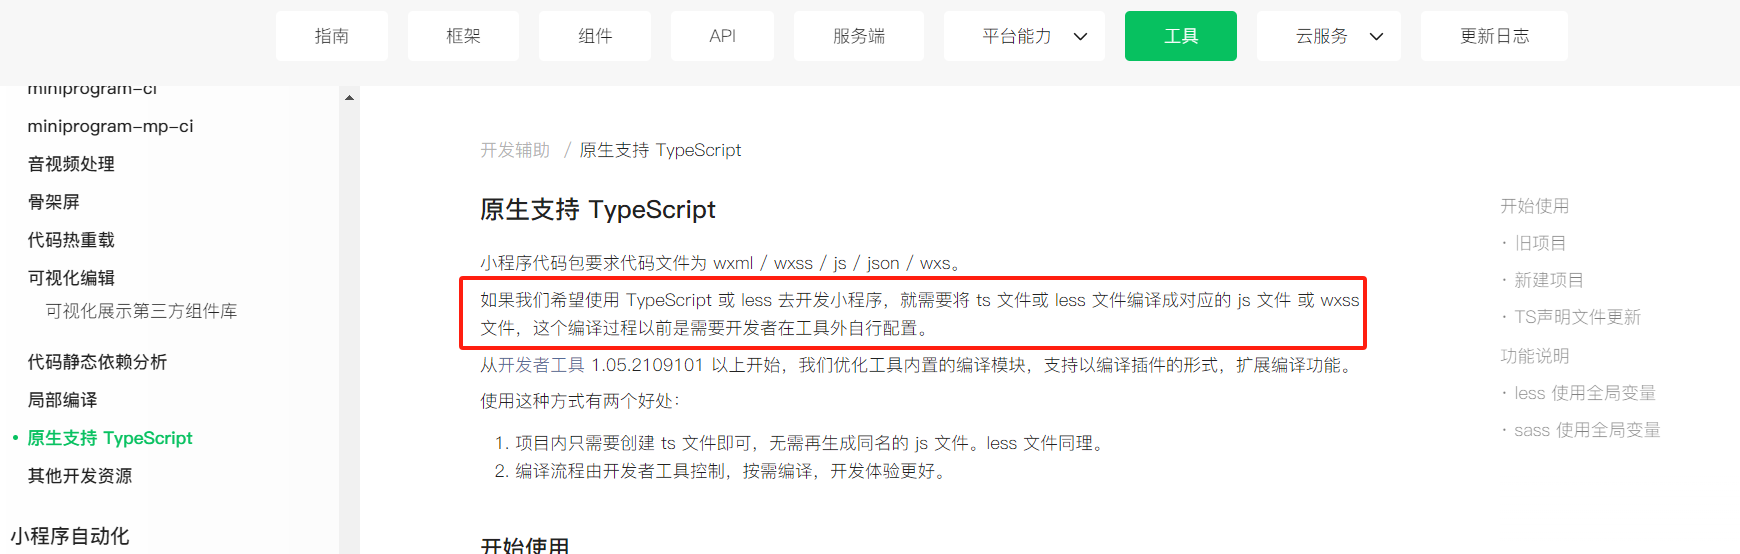 指南
框架
组件
API
服务端
平台能力
工具
云服务
更新日志
miniprogram-ci
miniprogram-mp-ci
音视频处理
骨架屏
代码热重载
可视化编辑
可视化展示第三方组件库
代码静态依赖分析
局部编译
原生支持 TypeScript
其他开发资源
小程序自动化
开发辅助 / 原生支持 TypeScript
原生支持 TypeScript
小程序代码包要求代码文件为 wxml / wxss / js / json / wxs。
如果我们希望使用 TypeScript 或 less 去开发小程序，就需要将 ts 文件或 less 文件编译成对应的 js 文件 或 wxss
文件，这个编译过程以前是需要开发者在工具外自行配置。
从开发者工具 1.05.2109101 以上开始，我们优化工具内置的编译模块，支持以编译插件的形式，扩展编译功能。
使用这种方式有两个好处：
1. 项目内只需要创建 ts 文件即可，无需再生成同名的 js 文件。less 文件同理。
2. 编译流程由开发者工具控制，按需编译，开发体验更好。
开始使用
开始使用
· 旧项目
· 新建项目
· TS声明文件更新
功能说明
· less 使用全局变量
· sass 使用全局变量